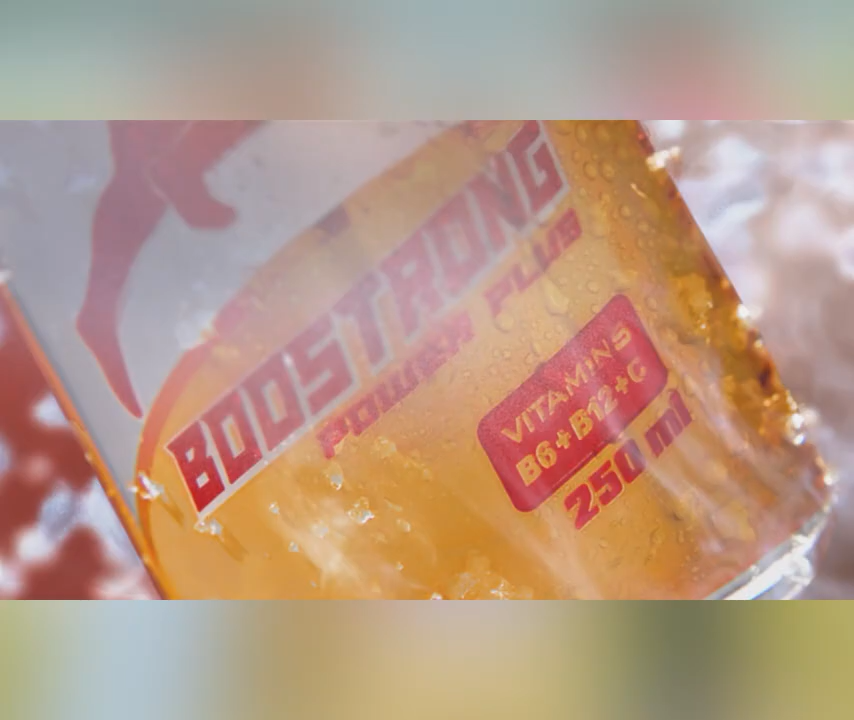 BOOSTRONG
POWER PLUS
VITAMINS
B6+B12+C
250 ml